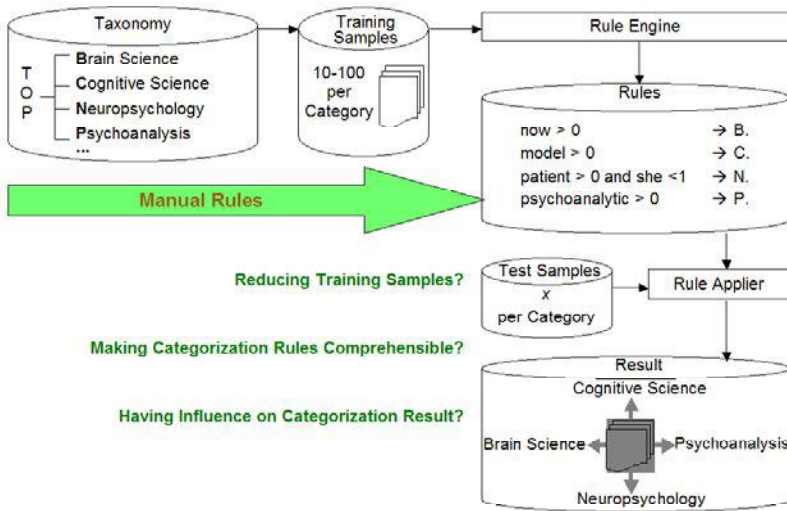 Taxonomy
T
O
P
Brain Science
Cognitive Science
Neuropsychology
Psychoanalysis
...
Training
Samples
10-100
per
Category
Rule Engine
Rules
now > 0 → B.
model > 0 → C.
patient > 0 and she <1 → N.
psychoanalytic > 0 → P.
Manual Rules
Reducing Training Samples?
Test Samples
x
per Category
Rule Applier
Making Categorization Rules Comprehensible?
Having Influence on Categorization Result?
Result
Cognitive Science
Brain Science
Psychoanalysis
Neuropsychology